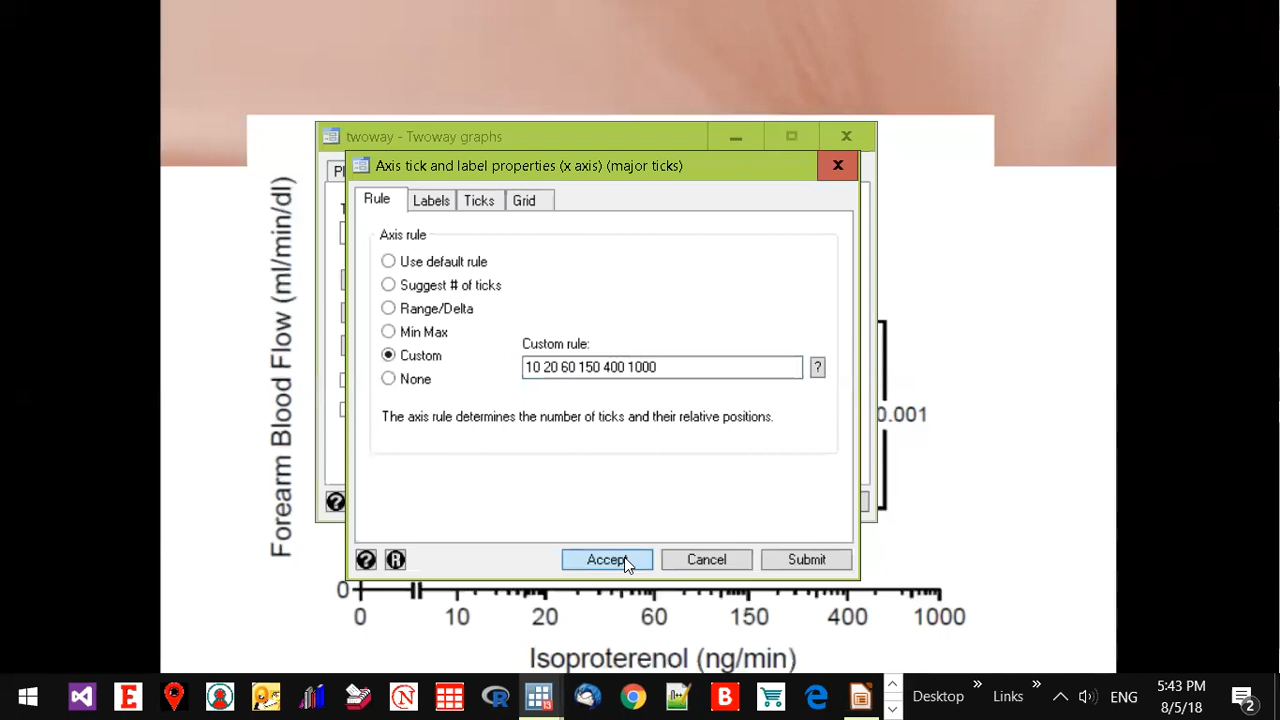 twoway - Twoway graphs
Axis tick and label properties (x axis) (major ticks)
Rule Labels Ticks Grid
Axis rule
Use default rule
Suggest # of ticks
Range/Delta
Min Max
Custom
None
Custom rule:
10 20 60 150 400 1000
?
The axis rule determines the number of ticks and their relative positions.
? R Accept Cancel Submit
Forearm Blood Flow (ml/min/dl)
0.001
0
0 10 20 60 150 400 1000
Isoproterenol (ng/min)
Desktop » Links » ENG
5:43 PM
8/5/18
2